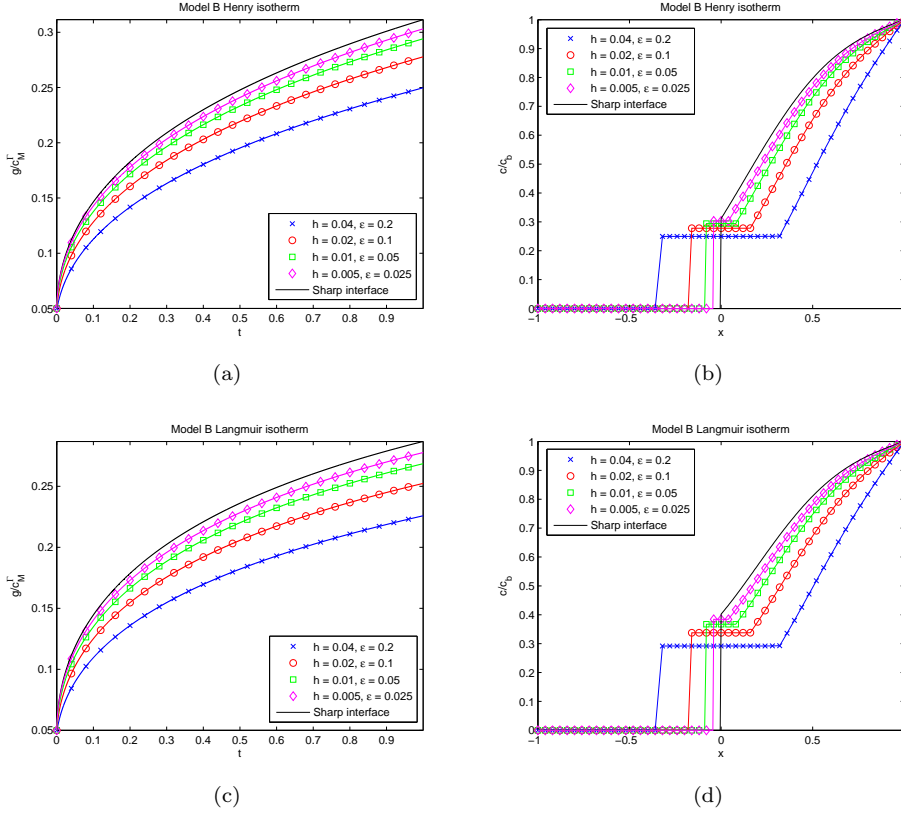 Model B Henry isotherm
g/c_M^Γ
0.3
0.25
0.2
0.15
0.1
0.05
h = 0.04, ε = 0.2
h = 0.02, ε = 0.1
h = 0.01, ε = 0.05
h = 0.005, ε = 0.025
Sharp interface
0 0.1 0.2 0.3 0.4 0.5 0.6 0.7 0.8 0.9
t
(a)
Model B Henry isotherm
c/c_b
1
0.9
0.8
0.7
0.6
0.5
0.4
0.3
0.2
0.1
0
h = 0.04, ε = 0.2
h = 0.02, ε = 0.1
h = 0.01, ε = 0.05
h = 0.005, ε = 0.025
Sharp interface
−1 −0.5 0 0.5
x
(b)
Model B Langmuir isotherm
g/c_M^Γ
0.25
0.2
0.15
0.1
0.05
h = 0.04, ε = 0.2
h = 0.02, ε = 0.1
h = 0.01, ε = 0.05
h = 0.005, ε = 0.025
Sharp interface
0 0.1 0.2 0.3 0.4 0.5 0.6 0.7 0.8 0.9
t
(c)
Model B Langmuir isotherm
c/c_b
1
0.9
0.8
0.7
0.6
0.5
0.4
0.3
0.2
0.1
0
h = 0.04, ε = 0.2
h = 0.02, ε = 0.1
h = 0.01, ε = 0.05
h = 0.005, ε = 0.025
Sharp interface
−1 −0.5 0 0.5
x
(d)